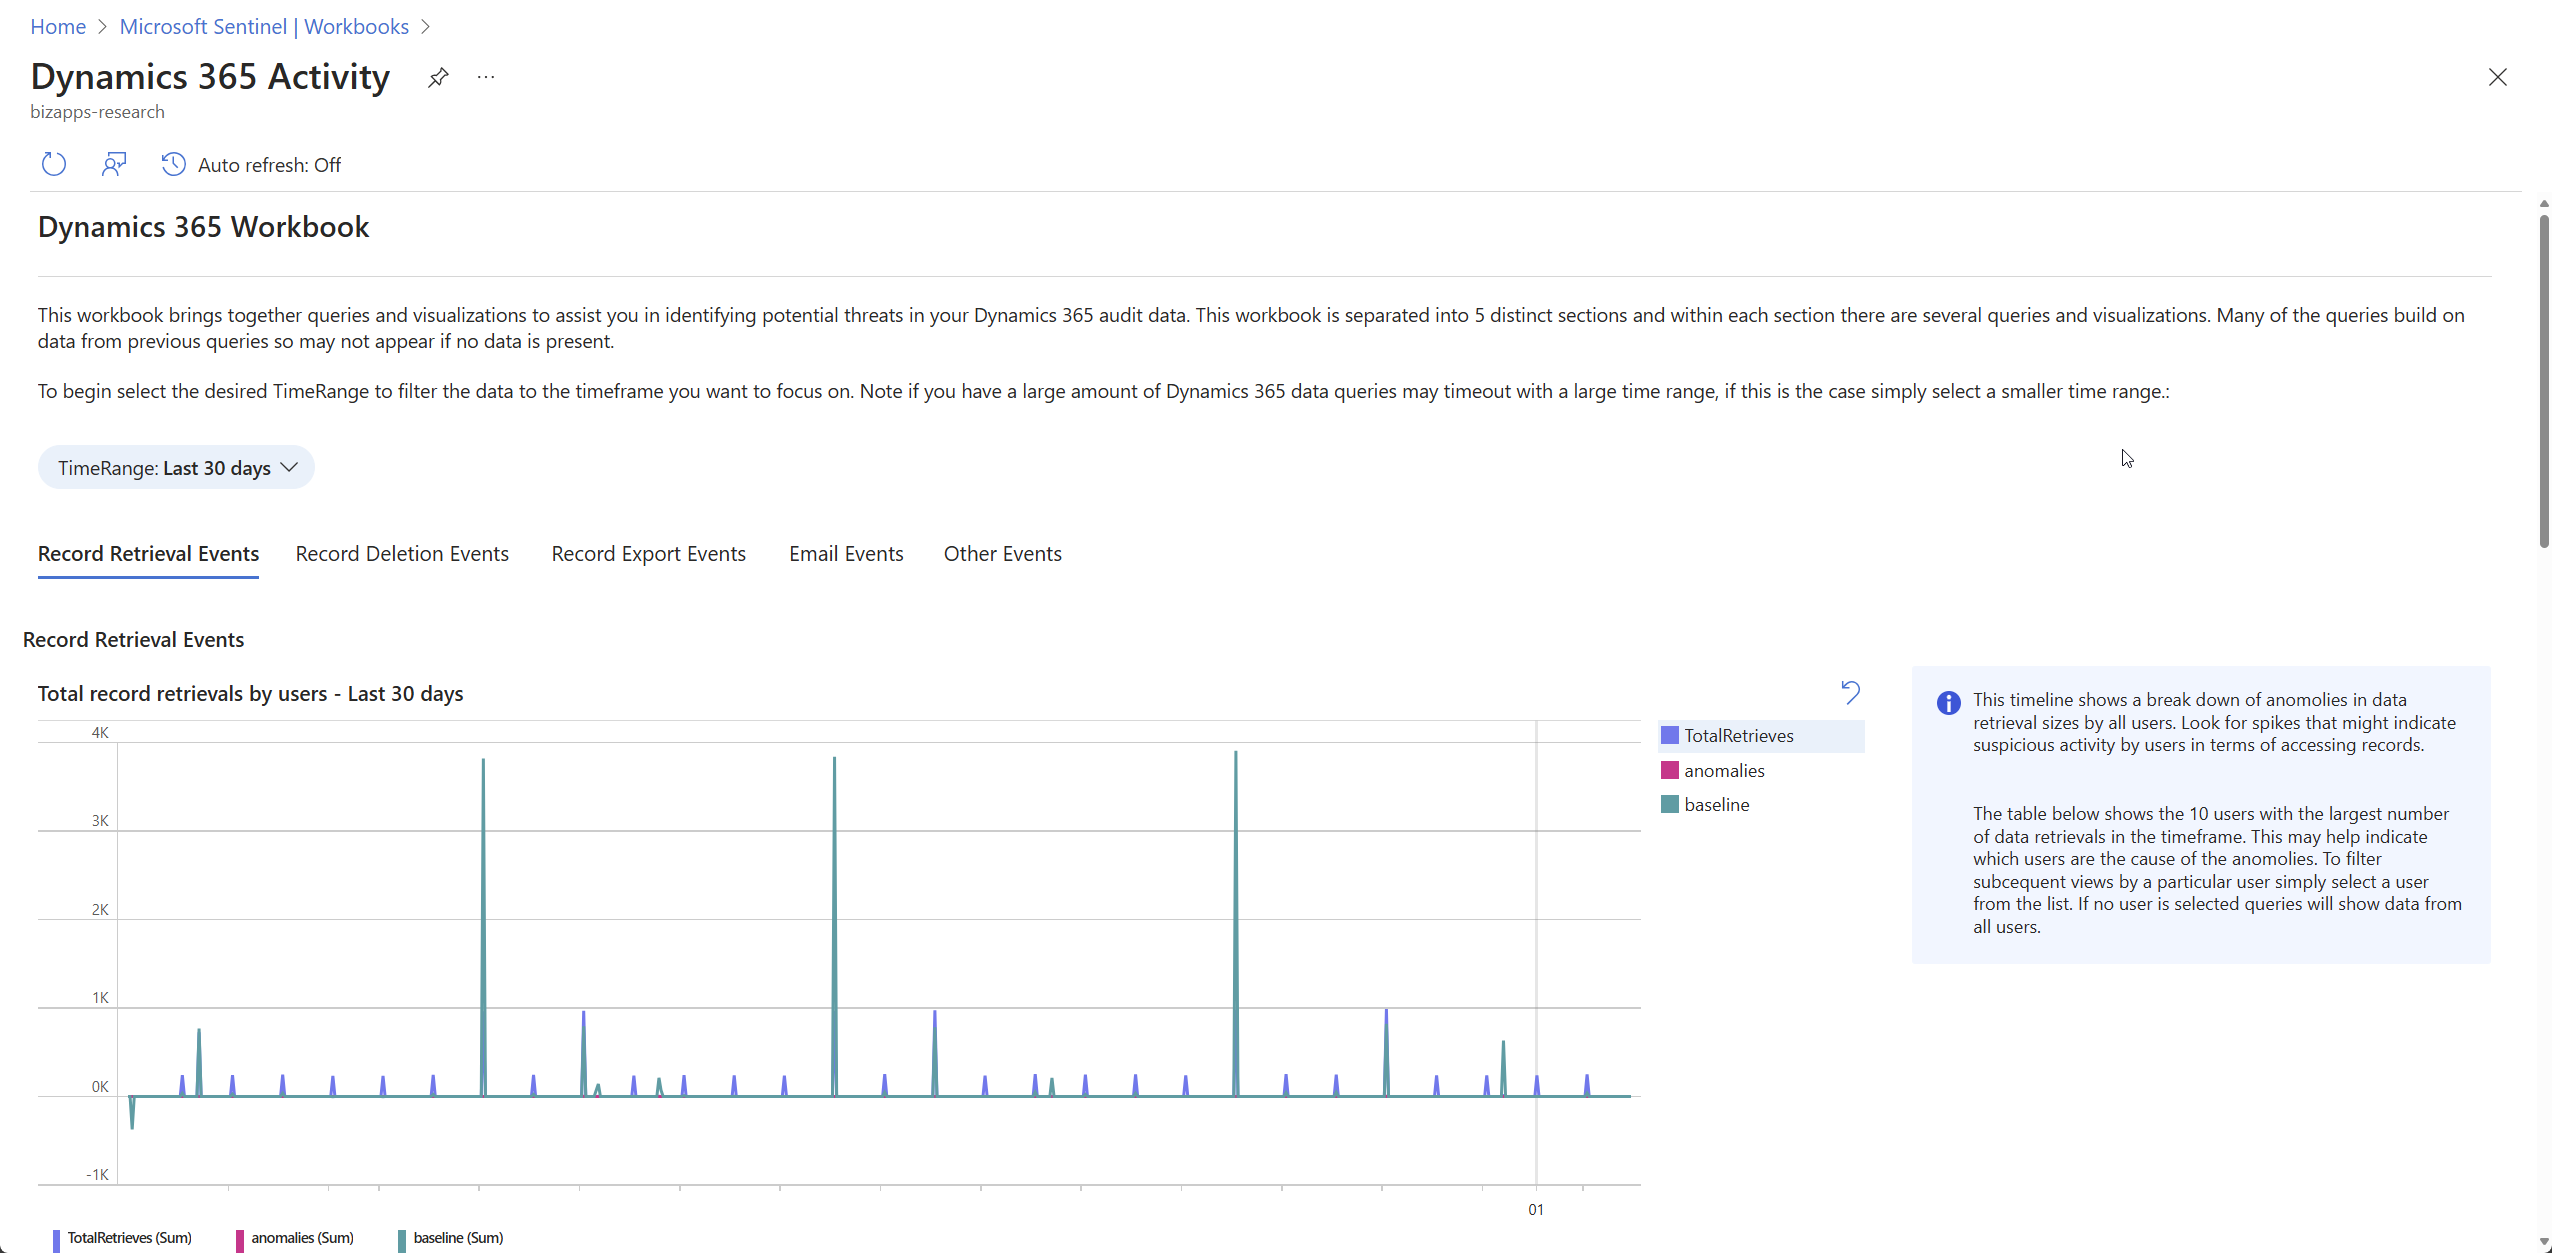 Home > Microsoft Sentinel | Workbooks >
Dynamics 365 Activity ...
bizapps-research
Auto refresh: Off
Dynamics 365 Workbook
This workbook brings together queries and visualizations to assist you in identifying potential threats in your Dynamics 365 audit data. This workbook is separated into 5 distinct sections and within each section there are several queries and visualizations. Many of the queries build on
data from previous queries so may not appear if no data is present.
To begin select the desired TimeRange to filter the data to the timeframe you want to focus on. Note if you have a large amount of Dynamics 365 data queries may timeout with a large time range, if this is the case simply select a smaller time range.:
TimeRange: Last 30 days
Record Retrieval Events Record Deletion Events Record Export Events Email Events Other Events
Record Retrieval Events
Total record retrievals by users - Last 30 days
4K
3K
2K
1K
0K
-1K
01
TotalRetrieves
anomalies
baseline
TotalRetrieves (Sum) anomalies (Sum) baseline (Sum)
This timeline shows a break down of anomolies in data
retrieval sizes by all users. Look for spikes that might indicate
suspicious activity by users in terms of accessing records.
The table below shows the 10 users with the largest number
of data retrievals in the timeframe. This may help indicate
which users are the cause of the anomolies. To filter
subcequent views by a particular user simply select a user
from the list. If no user is selected queries will show data from
all users.